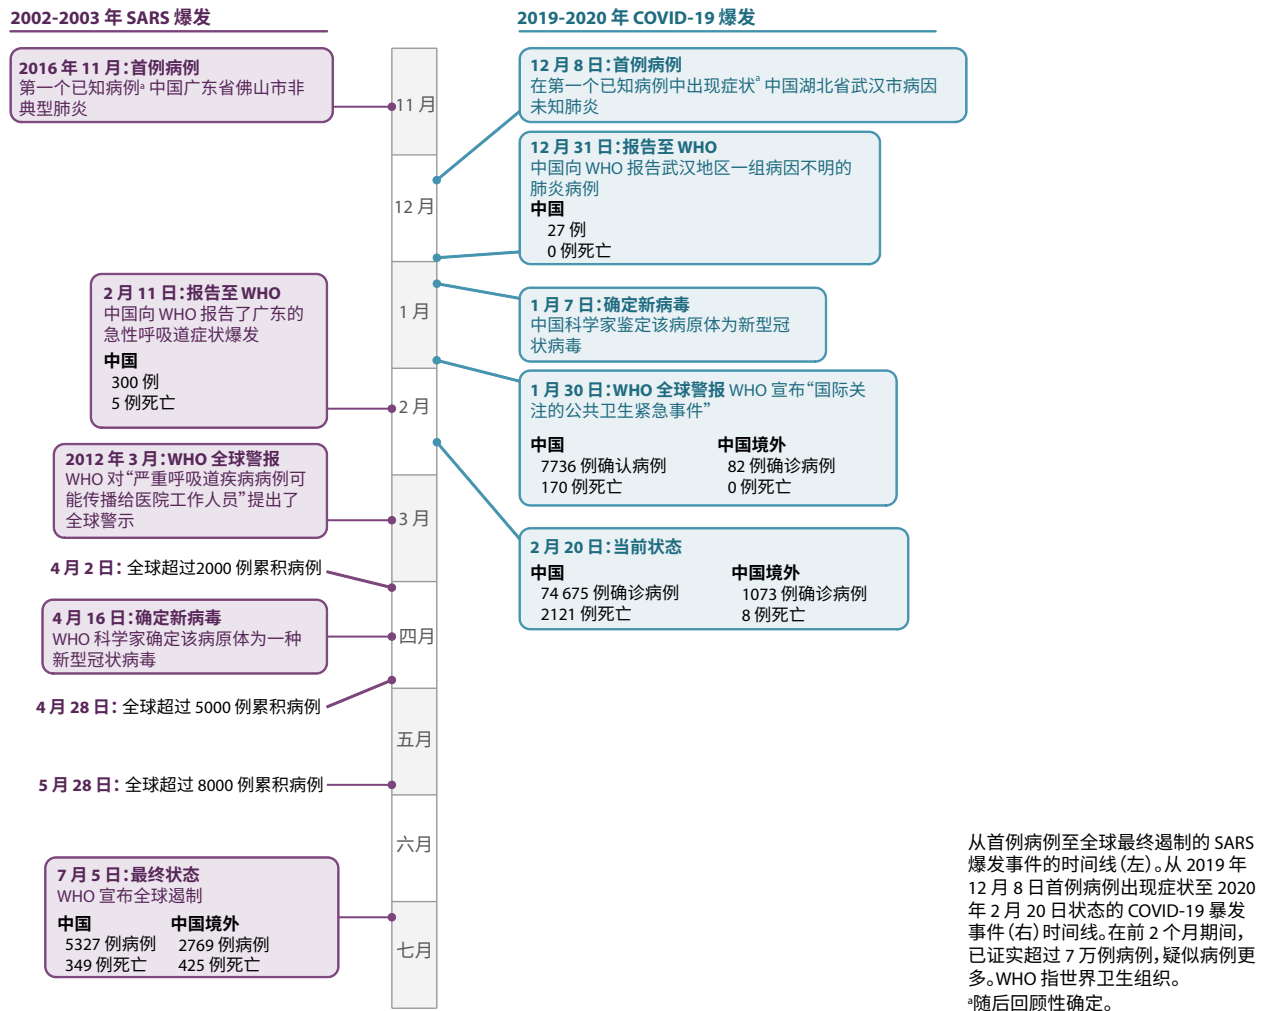 2002-2003 年 SARS 爆发
2016 年 11 月：首例病例
第一个已知病例ᵃ 中国广东省佛山市非
典型肺炎
2 月 11 日：报告至 WHO
中国向 WHO 报告了广东的
急性呼吸道症状爆发
中国
300 例
5 例死亡
2012 年 3 月：WHO 全球警报
WHO 对“严重呼吸道疾病病例可
能传播给医院工作人员”提出了
全球警示
4 月 2 日：全球超过2000 例累积病例
4 月 16 日：确定新病毒
WHO 科学家确定该病原体为一种
新型冠状病毒
4 月 28 日：全球超过 5000 例累积病例
5 月 28 日：全球超过 8000 例累积病例
7 月 5 日：最终状态
WHO 宣布全球遏制
中国 中国境外
5327 例病例 2769 例病例
349 例死亡 425 例死亡
11 月
12 月
1 月
2 月
3 月
四月
五月
六月
七月
2019-2020 年 COVID-19 爆发
12 月 8 日：首例病例
在第一个已知病例中出现症状ᵃ 中国湖北省武汉市病因
未知肺炎
12 月 31 日：报告至 WHO
中国向 WHO 报告武汉地区一组病因不明的
肺炎病例
中国
27 例
0 例死亡
1 月 7 日：确定新病毒
中国科学家鉴定该病原体为新型冠
状病毒
1 月 30 日：WHO 全球警报 WHO 宣布“国际关
注的公共卫生紧急事件”
中国 中国境外
7736 例确认病例 82 例确诊病例
170 例死亡 0 例死亡
2 月 20 日：当前状态
中国 中国境外
74 675 例确诊病例 1073 例确诊病例
2121 例死亡 8 例死亡
从首例病例至全球最终遏制的 SARS
爆发事件的时间线（左）。从 2019 年
12 月 8 日首例病例出现症状至 2020
年 2 月 20 日状态的 COVID-19 暴发
事件（右）时间线。在前 2 个月期间，
已证实超过 7 万例病例，疑似病例更
多。WHO 指世界卫生组织。
ᵃ随后回顾性确定。